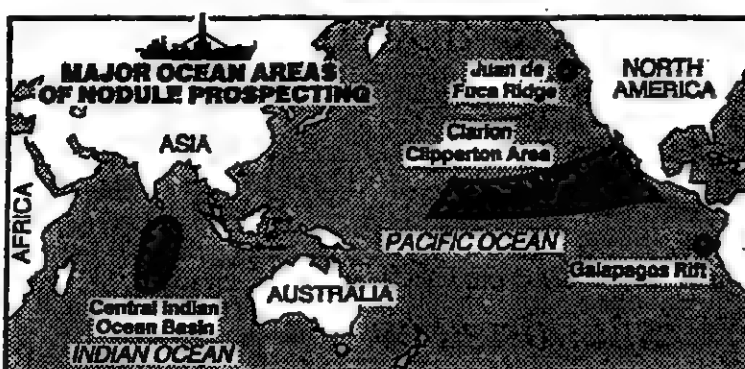 MAJOR OCEAN AREAS
OF NODULE PROSPECTING
Juan de
Fuca Ridge
NORTH
AMERICA
ASIA
Clarion
Clipperton Area
AFRICA
PACIFIC OCEAN
Galapagos Rift
AUSTRALIA
Central Indian
Ocean Basin
INDIAN OCEAN